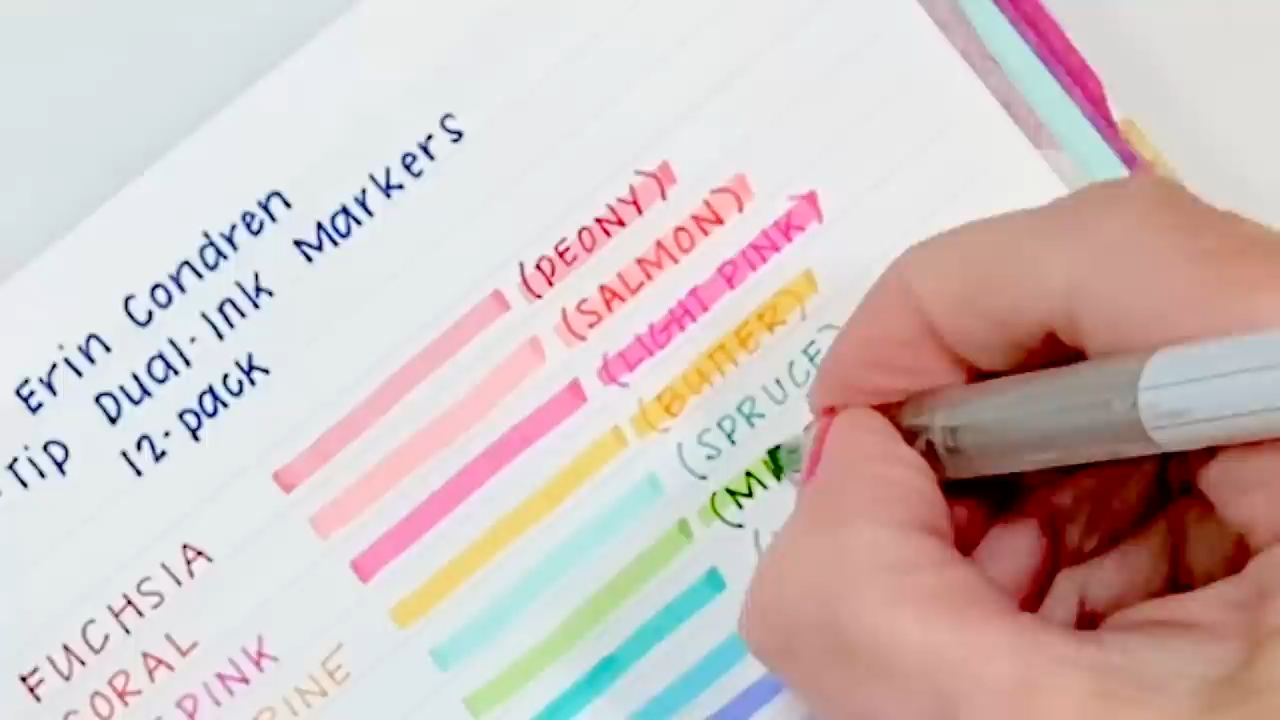 Erin Condren
Tip Dual-Ink Markers
12-pack
(PEONY)
(SALMON)
(LIGHT PINK)
(BUTTER)
(SPRUCE)
FUCHSIA
CORAL
PINK